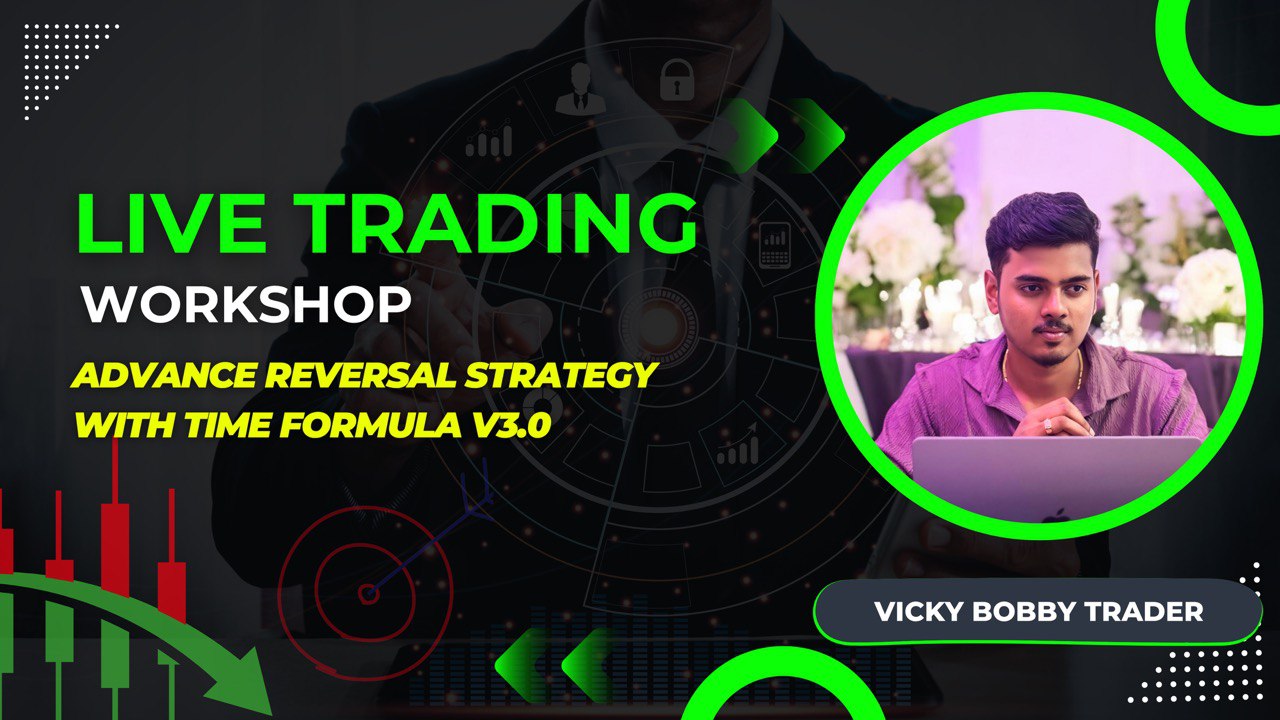 LIVE TRADING
WORKSHOP
ADVANCE REVERSAL STRATEGY
WITH TIME FORMULA V3.0
VICKY BOBBY TRADER